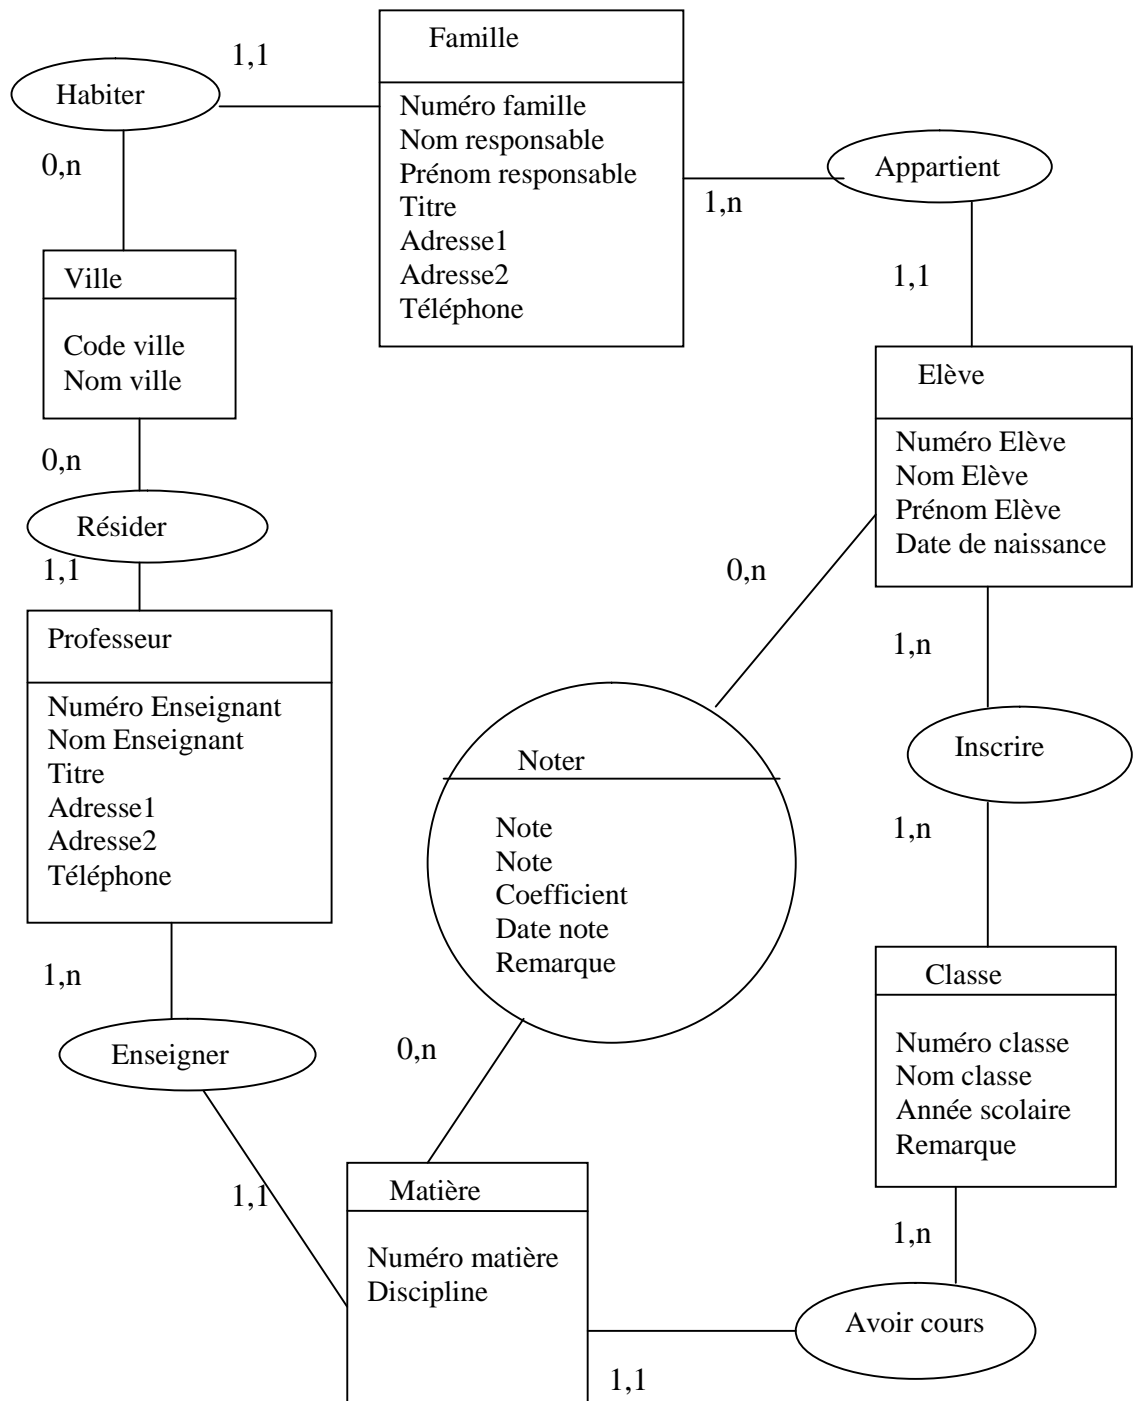 Famille
1,1
Habiter
Numéro famille
Nom responsable
Prénom responsable
Titre
Adresse1
Adresse2
Téléphone
0,n
Appartient
1,n
1,1
Ville
Code ville
Nom ville
Elève
Numéro Elève
Nom Elève
Prénom Elève
Date de naissance
0,n
Résider
1,1
0,n
Professeur
Numéro Enseignant
Nom Enseignant
Titre
Adresse1
Adresse2
Téléphone
1,n
Inscrire
Noter
Note
Note
Coefficient
Date note
Remarque
1,n
1,n
Classe
Numéro classe
Nom classe
Année scolaire
Remarque
Enseigner
0,n
1,1
Matière
Numéro matière
Discipline
1,n
Avoir cours
1,1